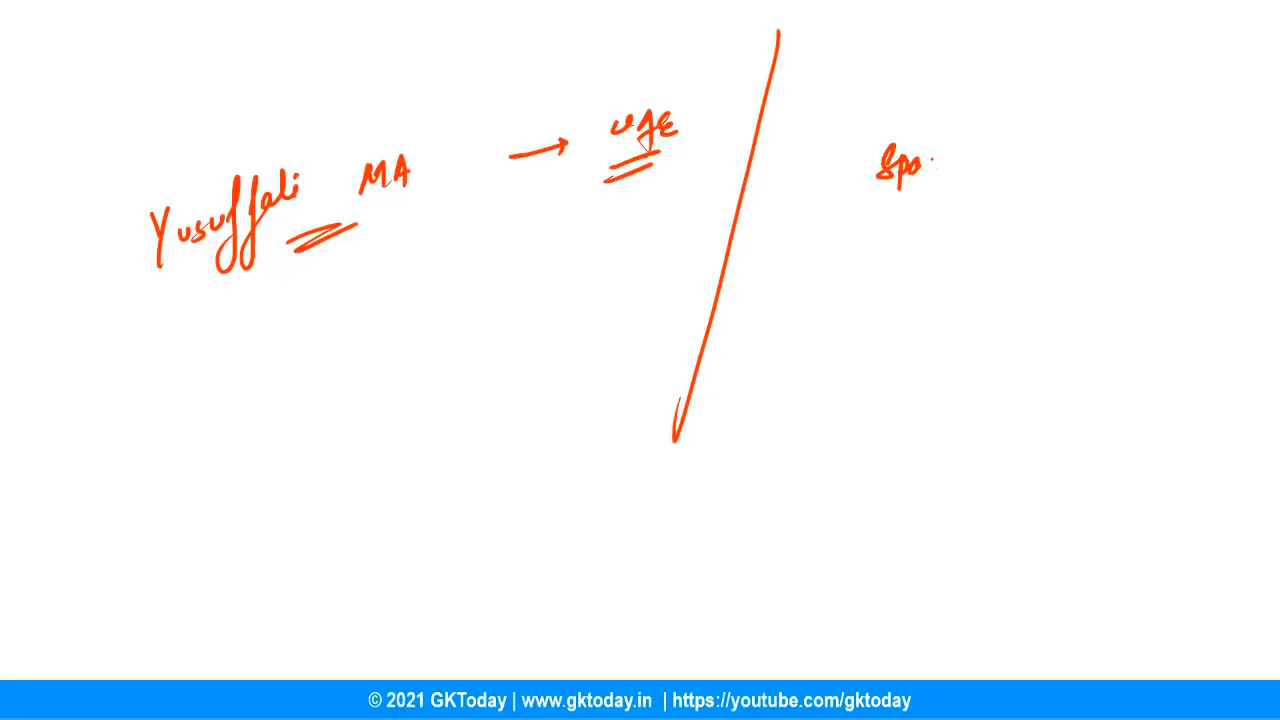 Yusuffali MA → UAE
Spo
© 2021 GKToday | www.gktoday.in | https://youtube.com/gktoday